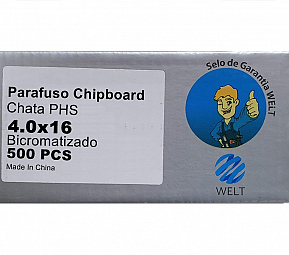 Parafuso Chipboard
Chata PHS
4.0x16
Bicromatizado
500 PCS
Made In China
Selo de Garantia WELT
WELT